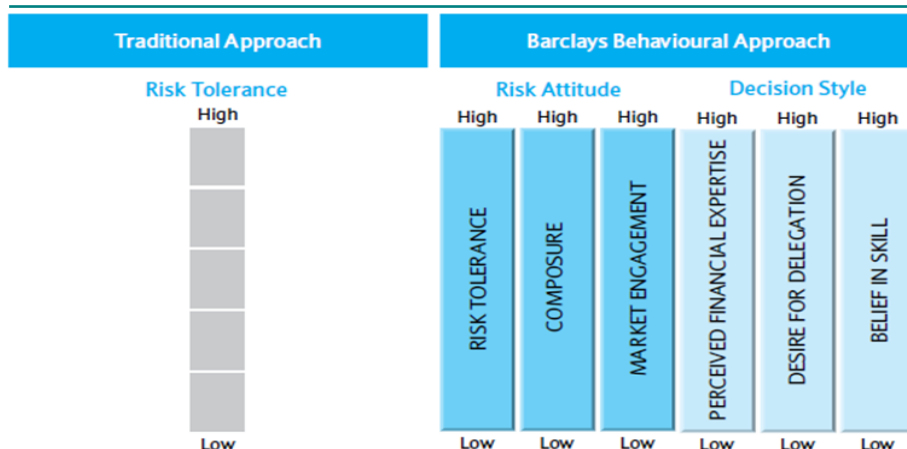 Traditional Approach
Barclays Behavioural Approach
Risk Tolerance
High
Low
Risk Attitude
Decision Style
High High High High High High
RISK TOLERANCE
COMPOSURE
MARKET ENGAGEMENT
PERCEIVED FINANCIAL EXPERTISE
DESIRE FOR DELEGATION
BELIEF IN SKILL
Low Low Low Low Low Low